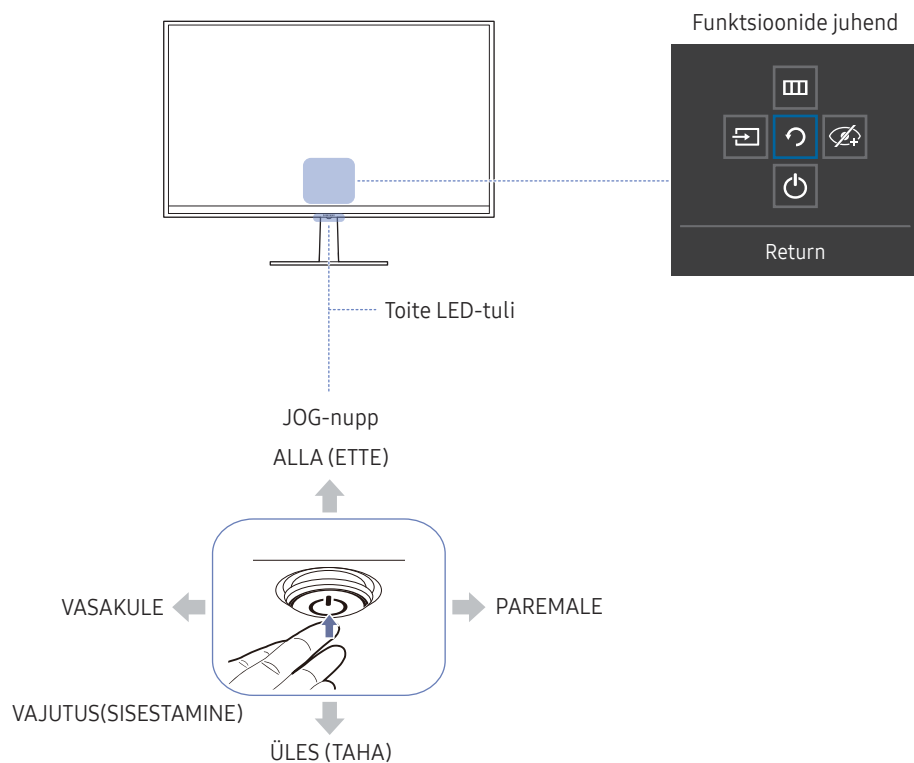 Funktsioonide juhend
Return
Toite LED-tuli
JOG-nupp
ALLA (ETTE)
VASAKULE
PAREMALE
VAJUTUS(SISESTAMINE)
ÜLES (TAHA)